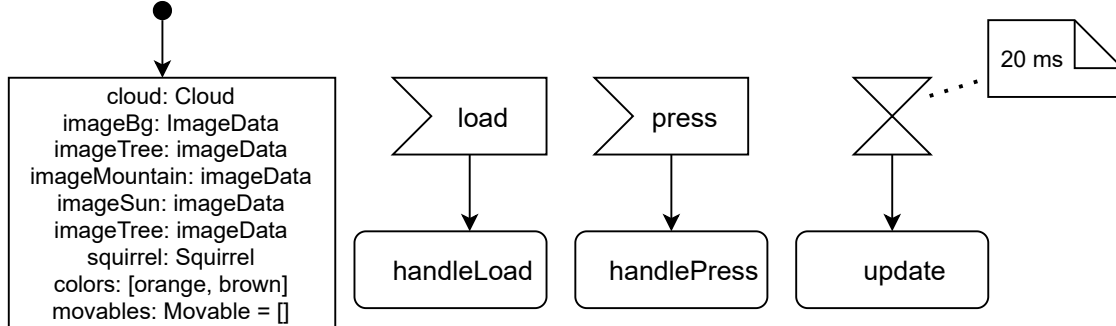 cloud: Cloud
imageBg: ImageData
imageTree: imageData
imageMountain: imageData
imageSun: imageData
imageTree: imageData
squirrel: Squirrel
colors: [orange, brown]
movables: Movable = []
load
handleLoad
press
handlePress
20 ms
update